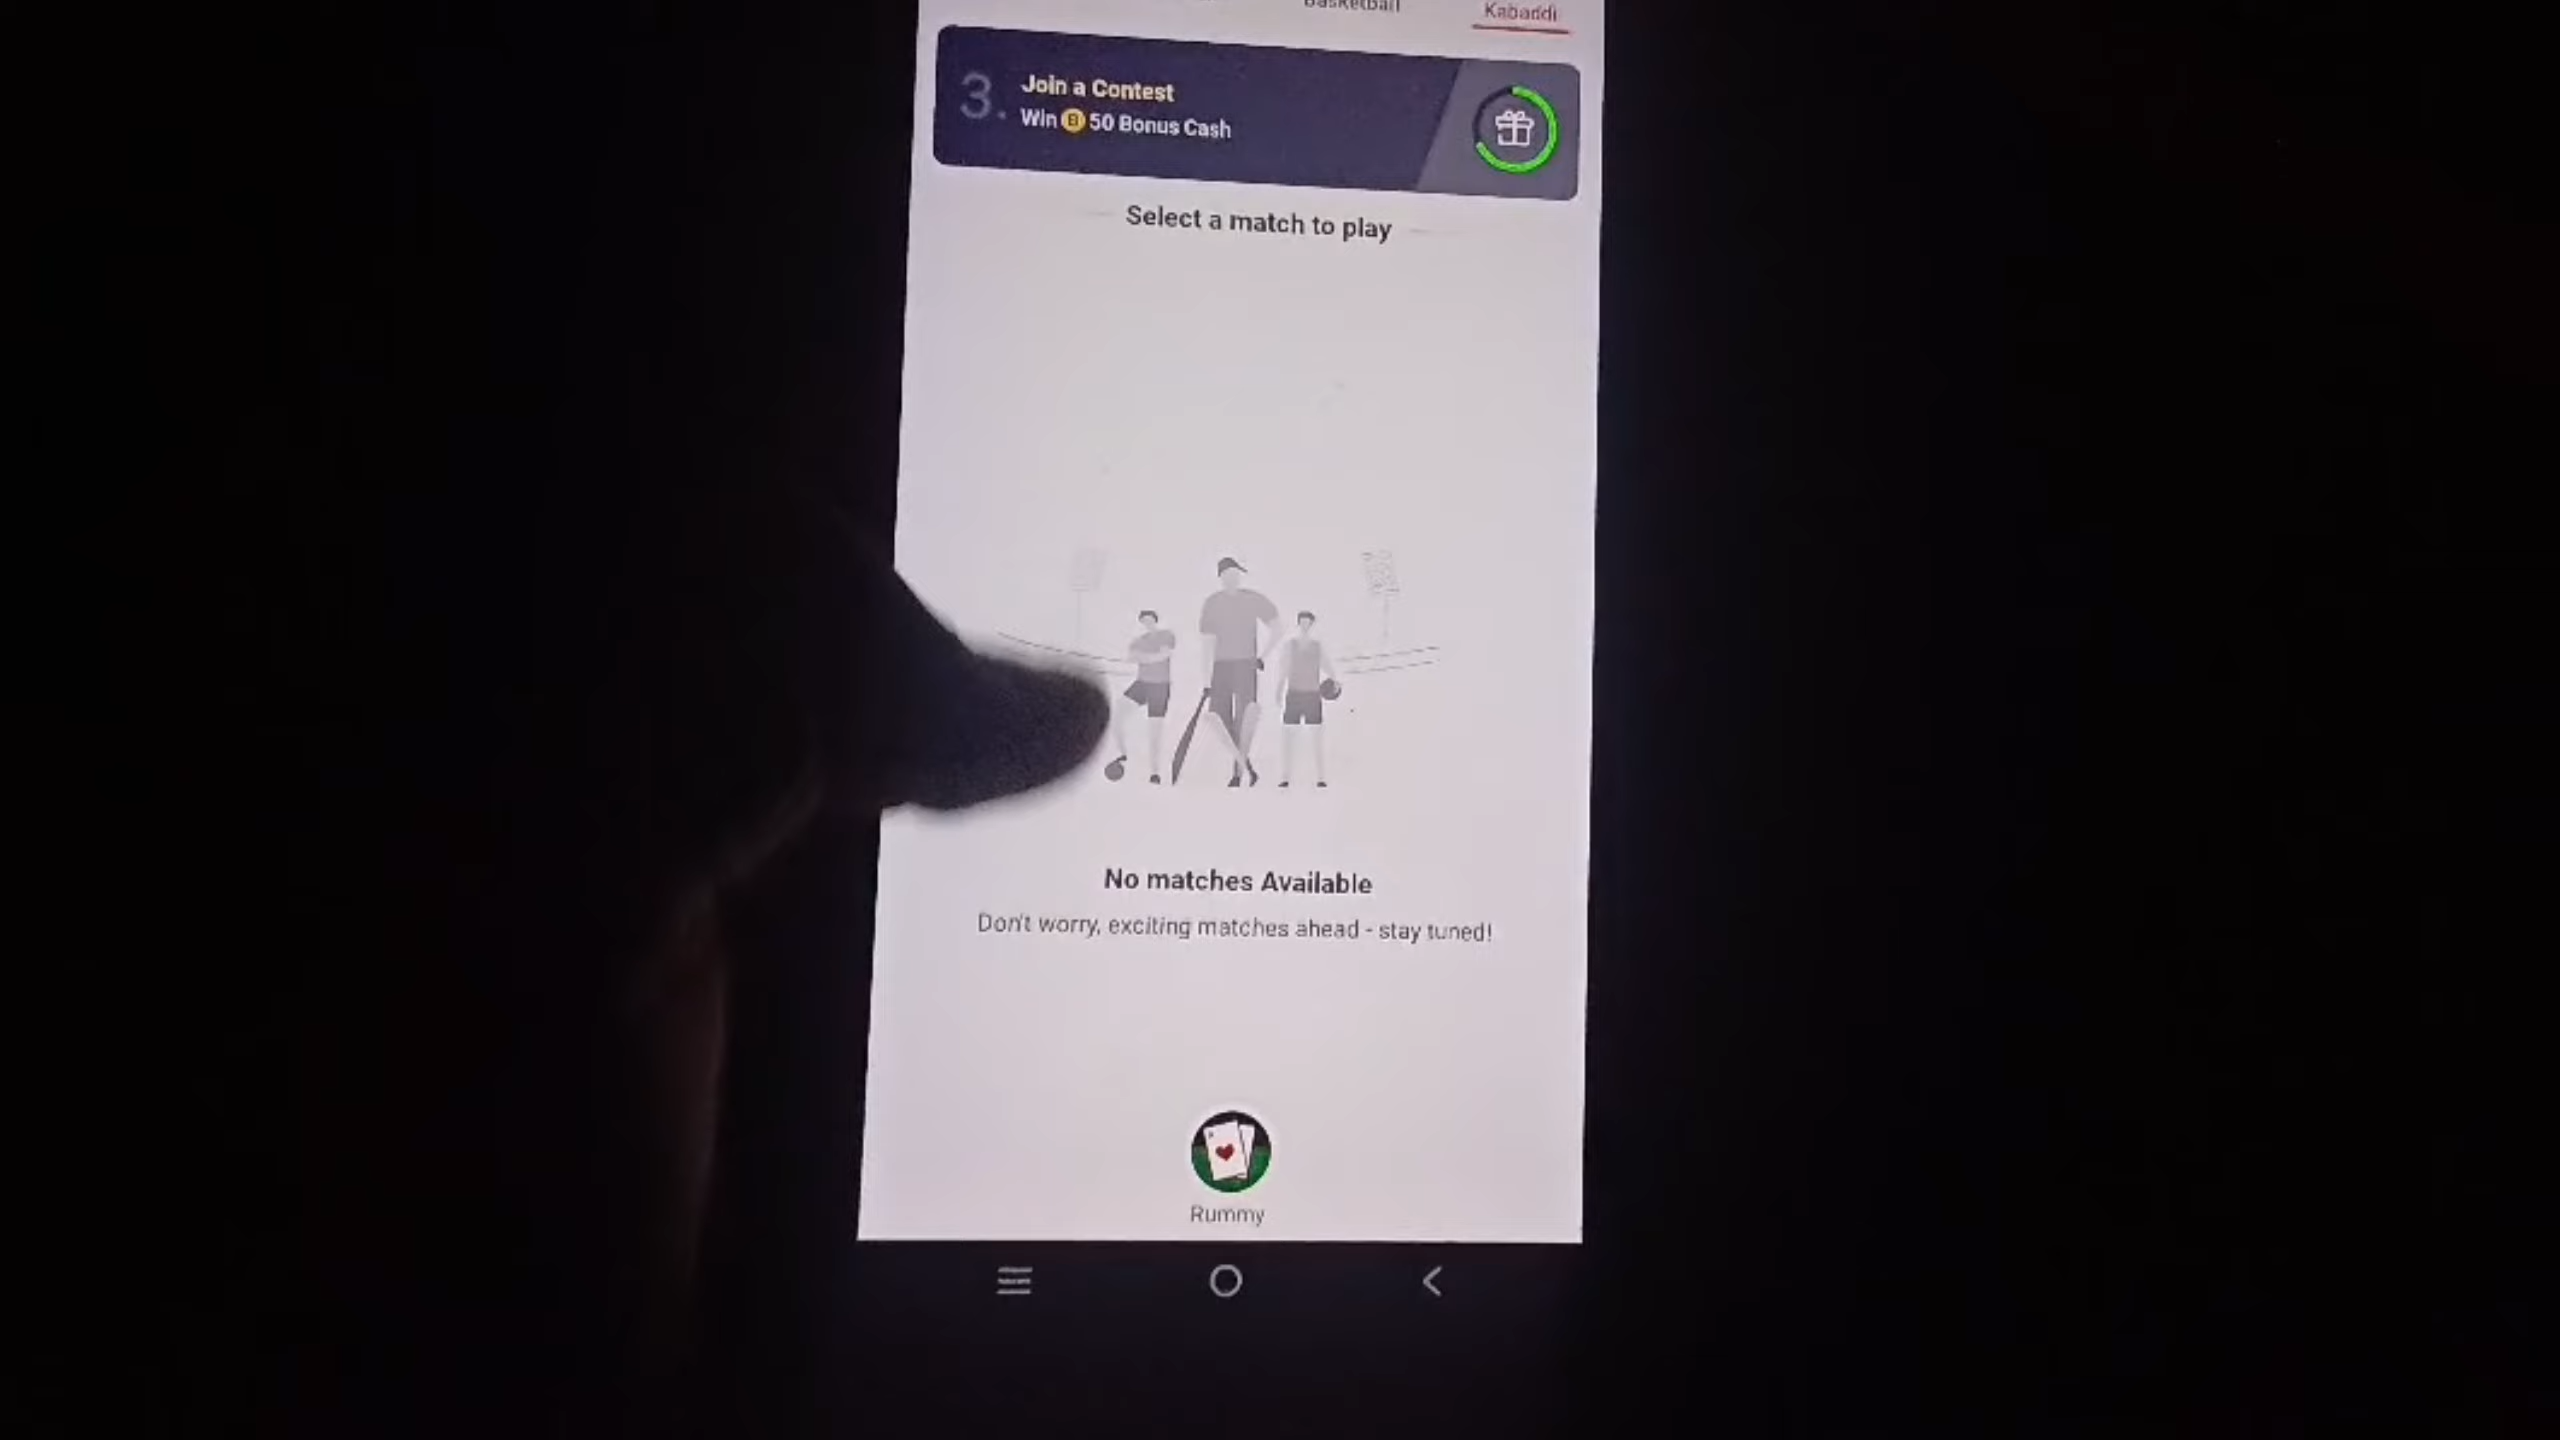 Basketball
Kabaddi
3.
Join a Contest
Win B 50 Bonus Cash
Select a match to play
No matches Available
Don't worry, exciting matches ahead - stay tuned!
Rummy